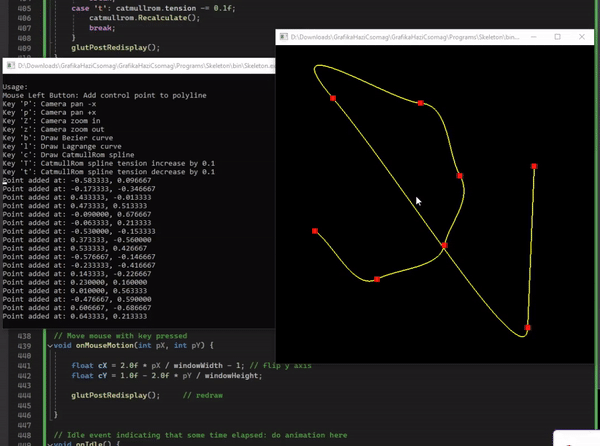 405
406 case 't': catmullrom.tension -= 0.1f;
407 catmullrom.Recalculate();
408 break;
}
409 glutPostRedisplay();
D:\Downloads\GrafikaHaziCsomag\GrafikaHaziCsomag\Programs\Skeleton\bin...
D:\Downloads\GrafikaHaziCsomag\GrafikaHaziCsomag\Programs\Skeleton\bin\Skeleton.ex
Usage:
Mouse Left Button: Add control point to polyline
Key 'P': Camera pan -x
Key 'p': Camera pan +x
Key 'Z': Camera zoom in
Key 'z': Camera zoom out
Key 'b': Draw Bezier curve
Key 'l': Draw Lagrange curve
Key 'c': Draw CatmullRom spline
Key 'T': CatmullRom spline tension increase by 0.1
Key 't': CatmullRom spline tension decrease by 0.1
Point added at: -0.583333, 0.096667
Point added at: -0.173333, -0.346667
Point added at: 0.433333, -0.013333
Point added at: 0.473333, 0.513333
Point added at: -0.090000, 0.676667
Point added at: -0.063333, 0.213333
Point added at: -0.530000, -0.153333
Point added at: 0.373333, -0.560000
Point added at: 0.533333, 0.426667
Point added at: -0.576667, -0.146667
Point added at: -0.233333, -0.416667
Point added at: 0.143333, -0.226667
Point added at: 0.230000, 0.160000
Point added at: 0.010000, 0.563333
Point added at: -0.476667, 0.590000
Point added at: 0.606667, -0.686667
Point added at: 0.643333, 0.213333
438 // Move mouse with key pressed
439 void onMouseMotion(int pX, int pY) {
440
441 float cX = 2.0f * pX / windowWidth - 1; // flip y axis
442 float cY = 1.0f - 2.0f * pY / windowHeight;
443
444 glutPostRedisplay(); // redraw
445
446 }
447
448 // Idle event indicating that some time elapsed: do animation here
449 void onIdle() {